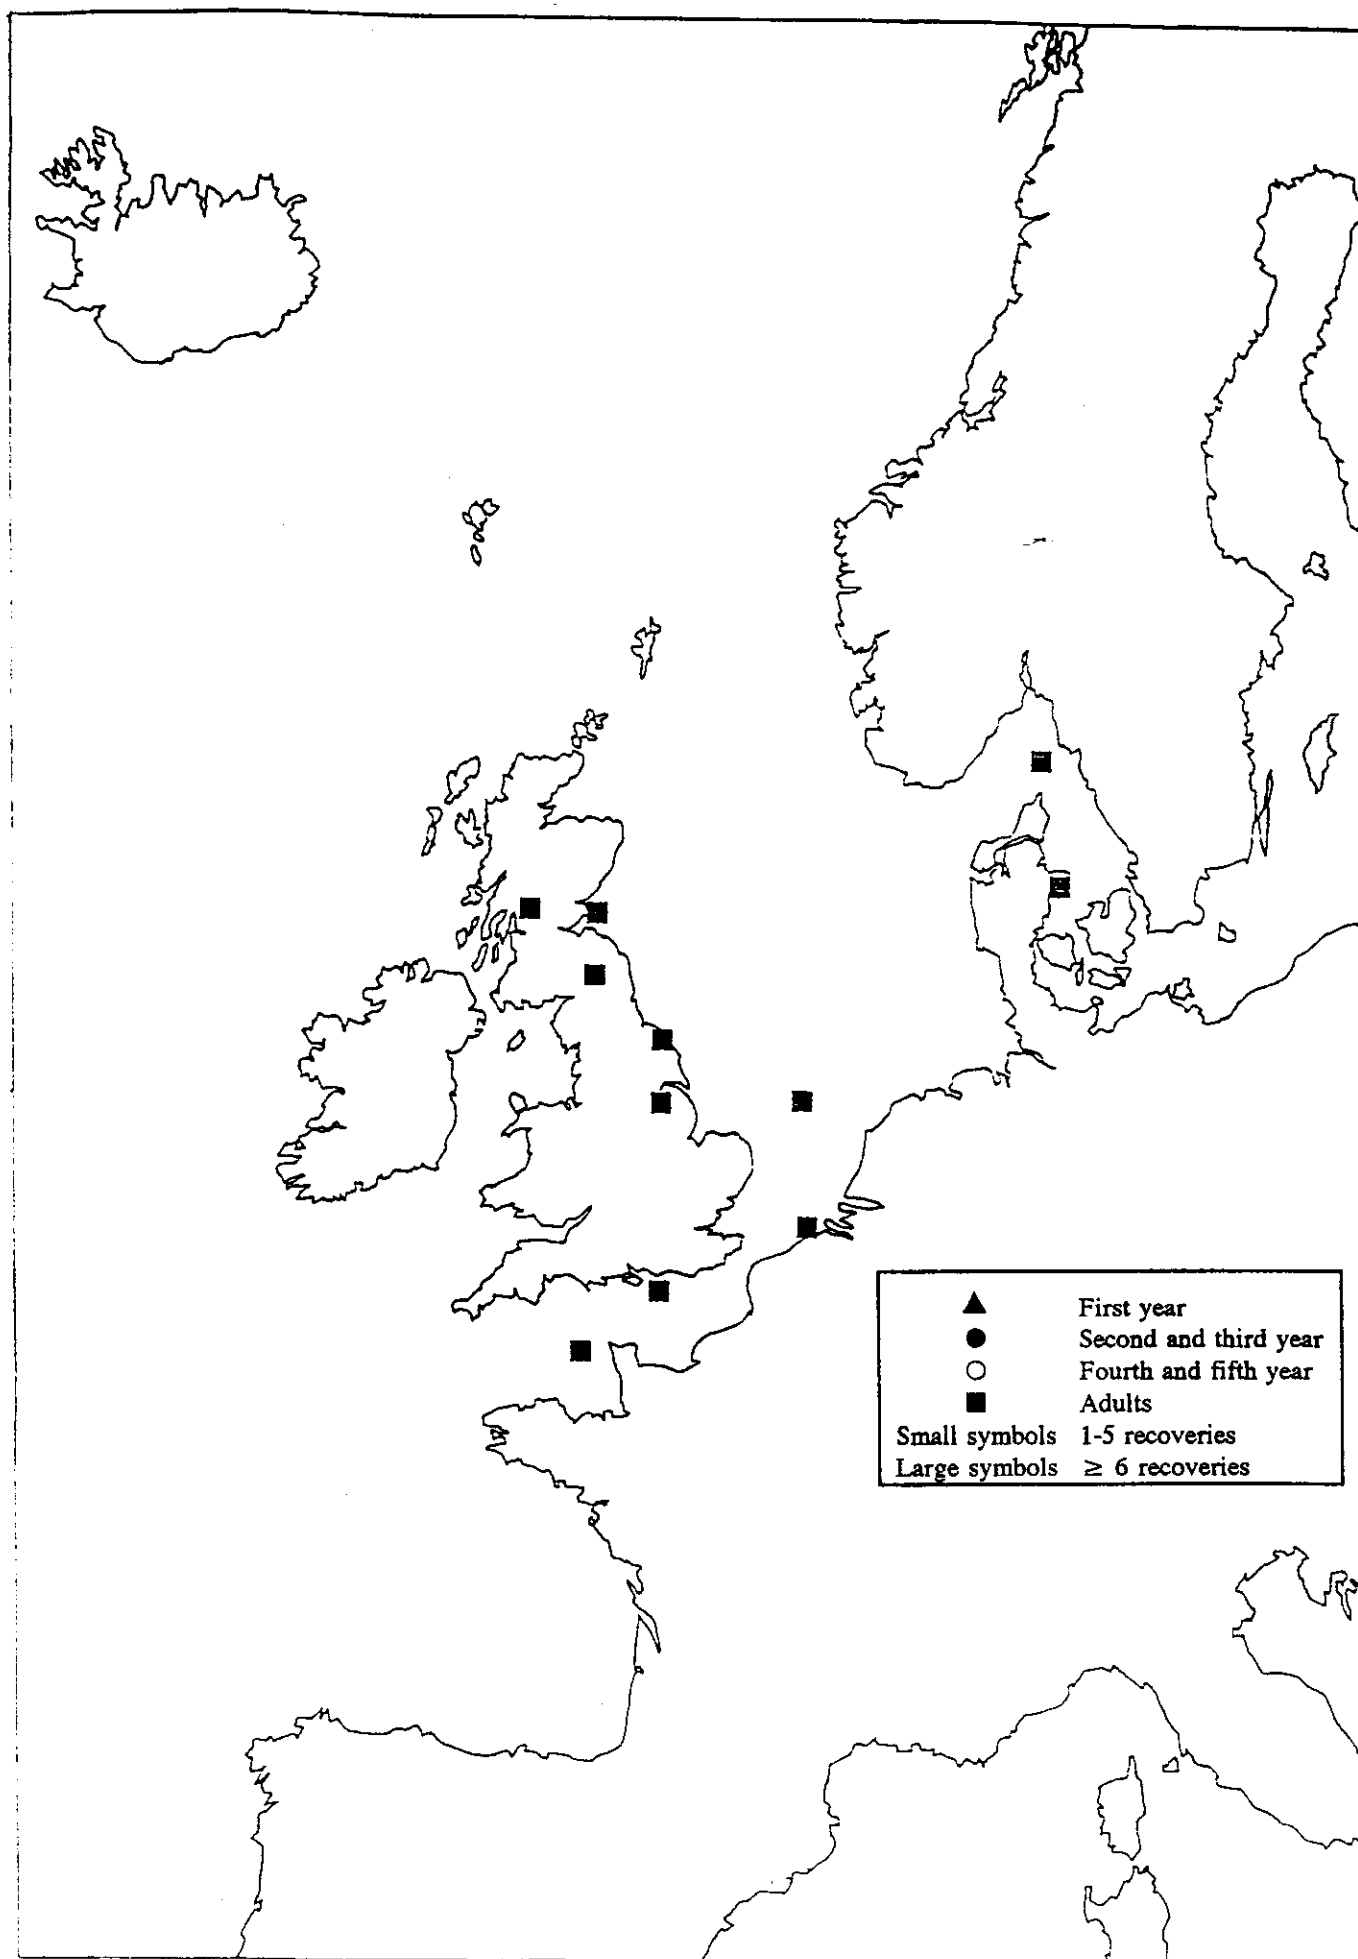 First year
Second and third year
Fourth and fifth year
Adults
Small symbols 1-5 recoveries
Large symbols ≥ 6 recoveries